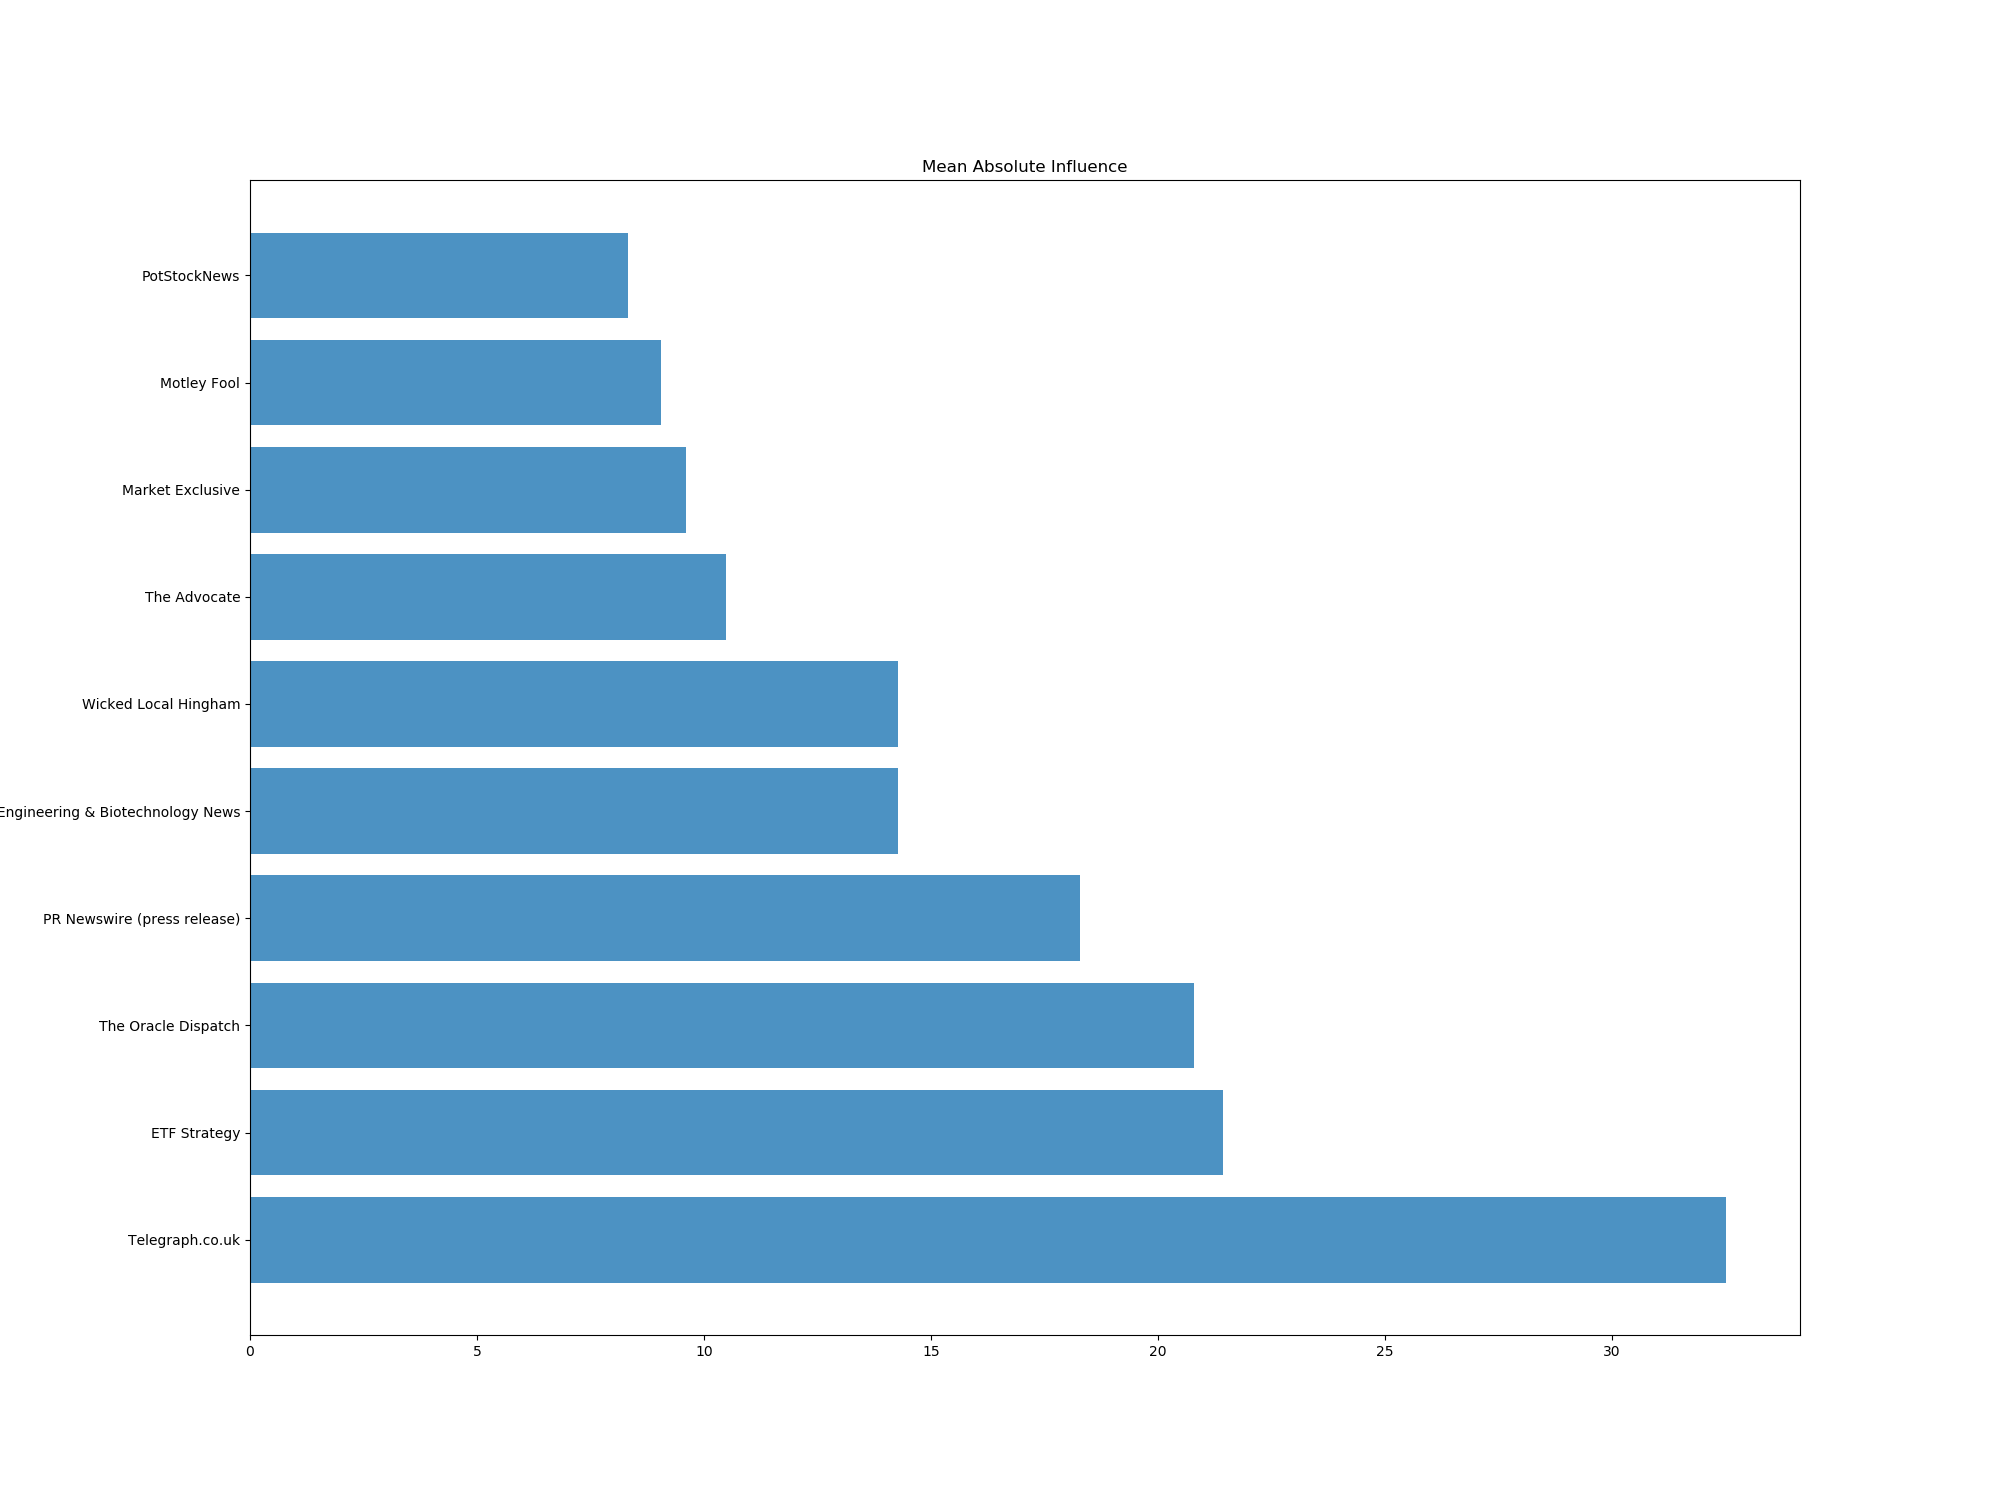 Mean Absolute Influence
PotStockNews
Motley Fool
Market Exclusive
The Advocate
Wicked Local Hingham
Engineering & Biotechnology News
PR Newswire (press release)
The Oracle Dispatch
ETF Strategy
Telegraph.co.uk
0 5 10 15 20 25 30